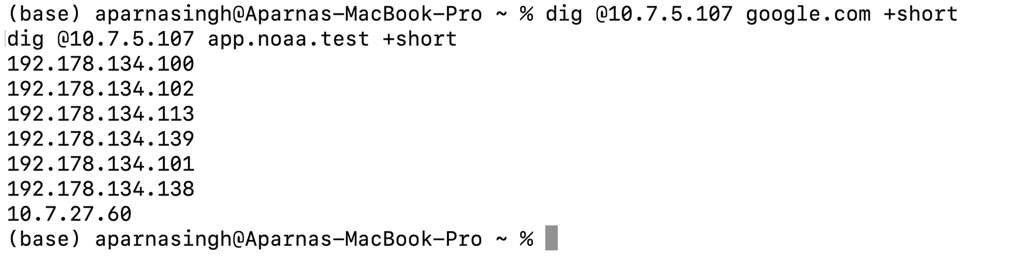 (base) aparnasingh@Aparnas-MacBook-Pro ~ % dig @10.7.5.107 google.com +short
dig @10.7.5.107 app.noaa.test +short
192.178.134.100
192.178.134.102
192.178.134.113
192.178.134.139
192.178.134.101
192.178.134.138
10.7.27.60
(base) aparnasingh@Aparnas-MacBook-Pro ~ %